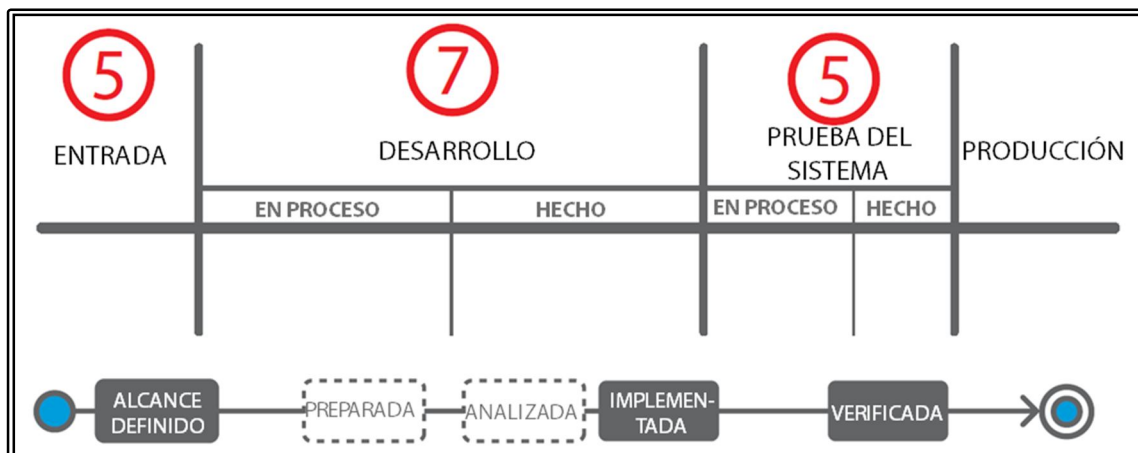 5
7
5
ENTRADA
DESARROLLO
PRUEBA DEL
SISTEMA
PRODUCCIÓN
EN PROCESO
HECHO
EN PROCESO
HECHO
ALCANCE
DEFINIDO
PREPARADA
ANALIZADA
IMPLEMEN-
TADA
VERIFICADA